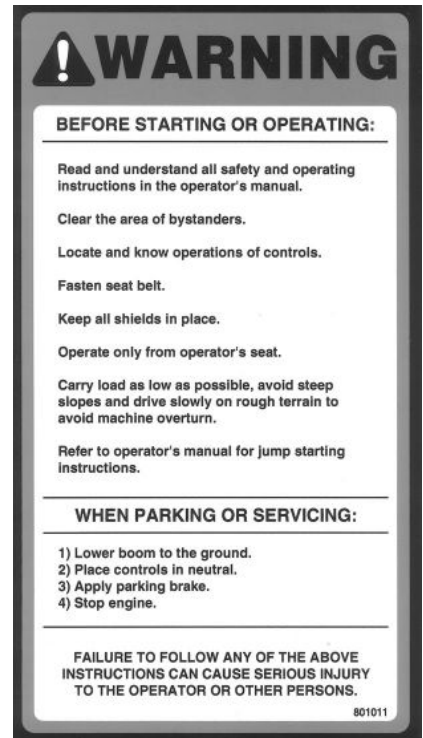 WARNING
BEFORE STARTING OR OPERATING:
Read and understand all safety and operating
instructions in the operator's manual.
Clear the area of bystanders.
Locate and know operations of controls.
Fasten seat belt.
Keep all shields in place.
Operate only from operator's seat.
Carry load as low as possible, avoid steep
slopes and drive slowly on rough terrain to
avoid machine overturn.
Refer to operator's manual for jump starting
instructions.
WHEN PARKING OR SERVICING:
1) Lower boom to the ground.
2) Place controls in neutral.
3) Apply parking brake.
4) Stop engine.
FAILURE TO FOLLOW ANY OF THE ABOVE
INSTRUCTIONS CAN CAUSE SERIOUS INJURY
TO THE OPERATOR OR OTHER PERSONS.
801011